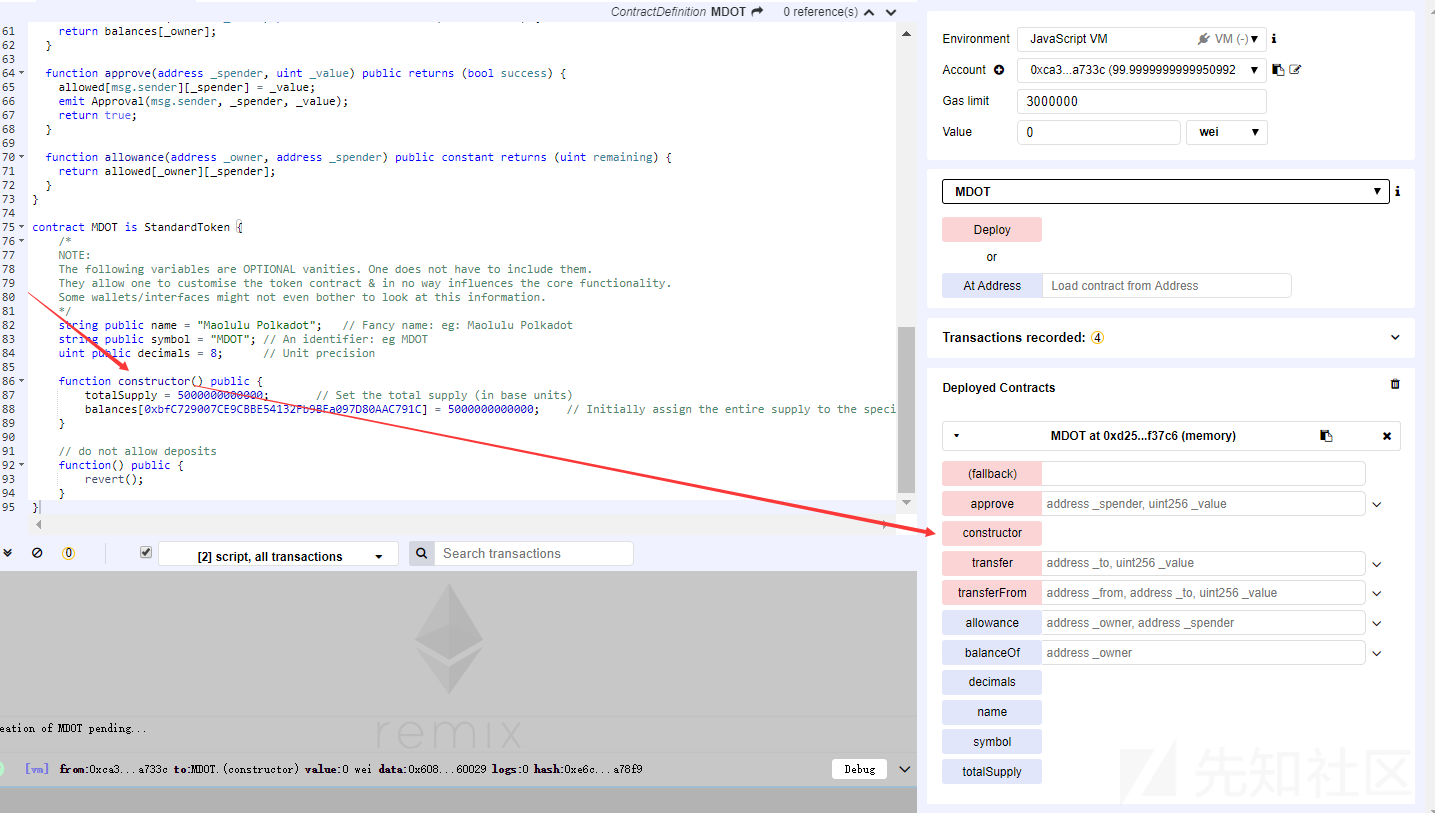 ContractDefinition MDOT 0 reference(s)
61 return balances[_owner];
62 }
63
64 function approve(address _spender, uint _value) public returns (bool success) {
65 allowed[msg.sender][_spender] = _value;
66 emit Approval(msg.sender, _spender, _value);
67 return true;
68 }
69
70 function allowance(address _owner, address _spender) public constant returns (uint remaining) {
71 return allowed[_owner][_spender];
72 }
73 }
74
75 contract MDOT is StandardToken {
76 /*
77 NOTE:
78 The following variables are OPTIONAL vanities. One does not have to include them.
79 They allow one to customise the token contract & in no way influences the core functionality.
80 Some wallets/interfaces might not even bother to look at this information.
81 */
82 string public name = "Maolulu Polkadot"; // Fancy name: eg: Maolulu Polkadot
83 string public symbol = "MDOT"; // An identifier: eg MDOT
84 uint public decimals = 8; // Unit precision
85
86 function constructor() public {
87 totalSupply = 5000000000000; // Set the total supply (in base units)
88 balances[0xbfC729007CE9CBBE54132Fb9BEa097D80AAC791C] = 5000000000000; // Initially assign the entire supply to the speci
89 }
90
91 // do not allow deposits
92 function() public {
93 revert();
94 }
95 }
0
[2] script, all transactions
Search transactions
remix
eation of MDOT pending...
[vm] from:0xca3...a733c to:MDOT.(constructor) value:0 wei data:0x608...60029 logs:0 hash:0xe6c...a78f9
Debug
Environment JavaScript VM VM (-)
Account 0xca3...a733c (99.9999999999950992
Gas limit 3000000
Value 0 wei
MDOT
Deploy
or
At Address Load contract from Address
Transactions recorded: 4
Deployed Contracts
MDOT at 0xd25...f37c6 (memory)
(fallback)
approve address _spender, uint256 _value
constructor
transfer address _to, uint256 _value
transferFrom address _from, address _to, uint256 _value
allowance address _owner, address _spender
balanceOf address _owner
decimals
name
symbol
totalSupply
先知社区